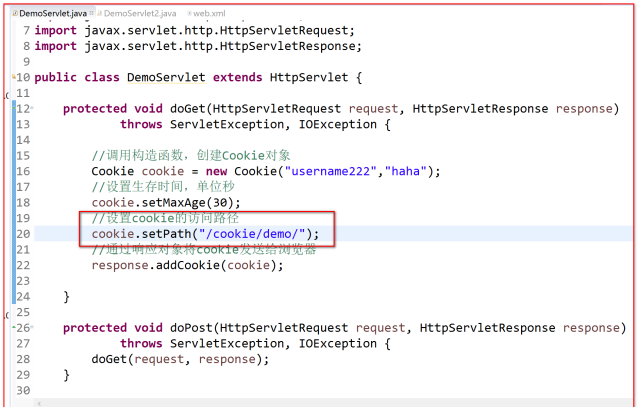 DemoServlet.java DemoServlet2.java web.xml
7 import javax.servlet.http.HttpServletRequest;
8 import javax.servlet.http.HttpServletResponse;
9
10 public class DemoServlet extends HttpServlet {
11
12 protected void doGet(HttpServletRequest request, HttpServletResponse response)
13 throws ServletException, IOException {
14
15 //调用构造函数，创建Cookie对象
16 Cookie cookie = new Cookie("username222","haha");
17 //设置生存时间，单位秒
18 cookie.setMaxAge(30);
19 //设置cookie的访问路径
20 cookie.setPath("/cookie/demo/");
21 //通过响应对象将cookie发送给浏览器
22 response.addCookie(cookie);
23
24 }
25
26 protected void doPost(HttpServletRequest request, HttpServletResponse response)
27 throws ServletException, IOException {
28 doGet(request, response);
29 }
30